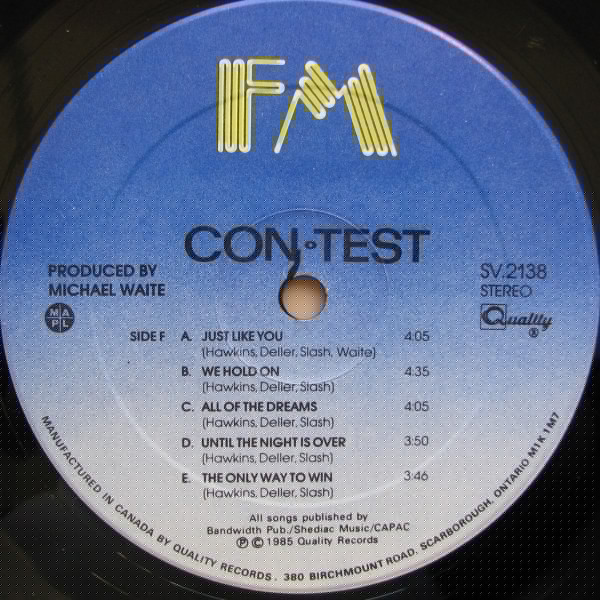 FM
CON·TEST
PRODUCED BY
MICHAEL WAITE
MAPL
SV.2138
STEREO
Quality
®
SIDE F
A. JUST LIKE YOU 4:05
(Hawkins, Deller, Slash, Waite)
B. WE HOLD ON 4:35
(Hawkins, Deller, Slash)
C. ALL OF THE DREAMS 4:05
(Hawkins, Deller, Slash)
D. UNTIL THE NIGHT IS OVER 3:50
(Hawkins, Deller, Slash)
E. THE ONLY WAY TO WIN 3:46
(Hawkins, Deller, Slash)
All songs published by
Bandwidth Pub./Shediac Music/CAPAC
℗ © 1985 Quality Records
MANUFACTURED IN CANADA BY QUALITY RECORDS. 380 BIRCHMOUNT ROAD, SCARBOROUGH, ONTARIO M1K 1M7